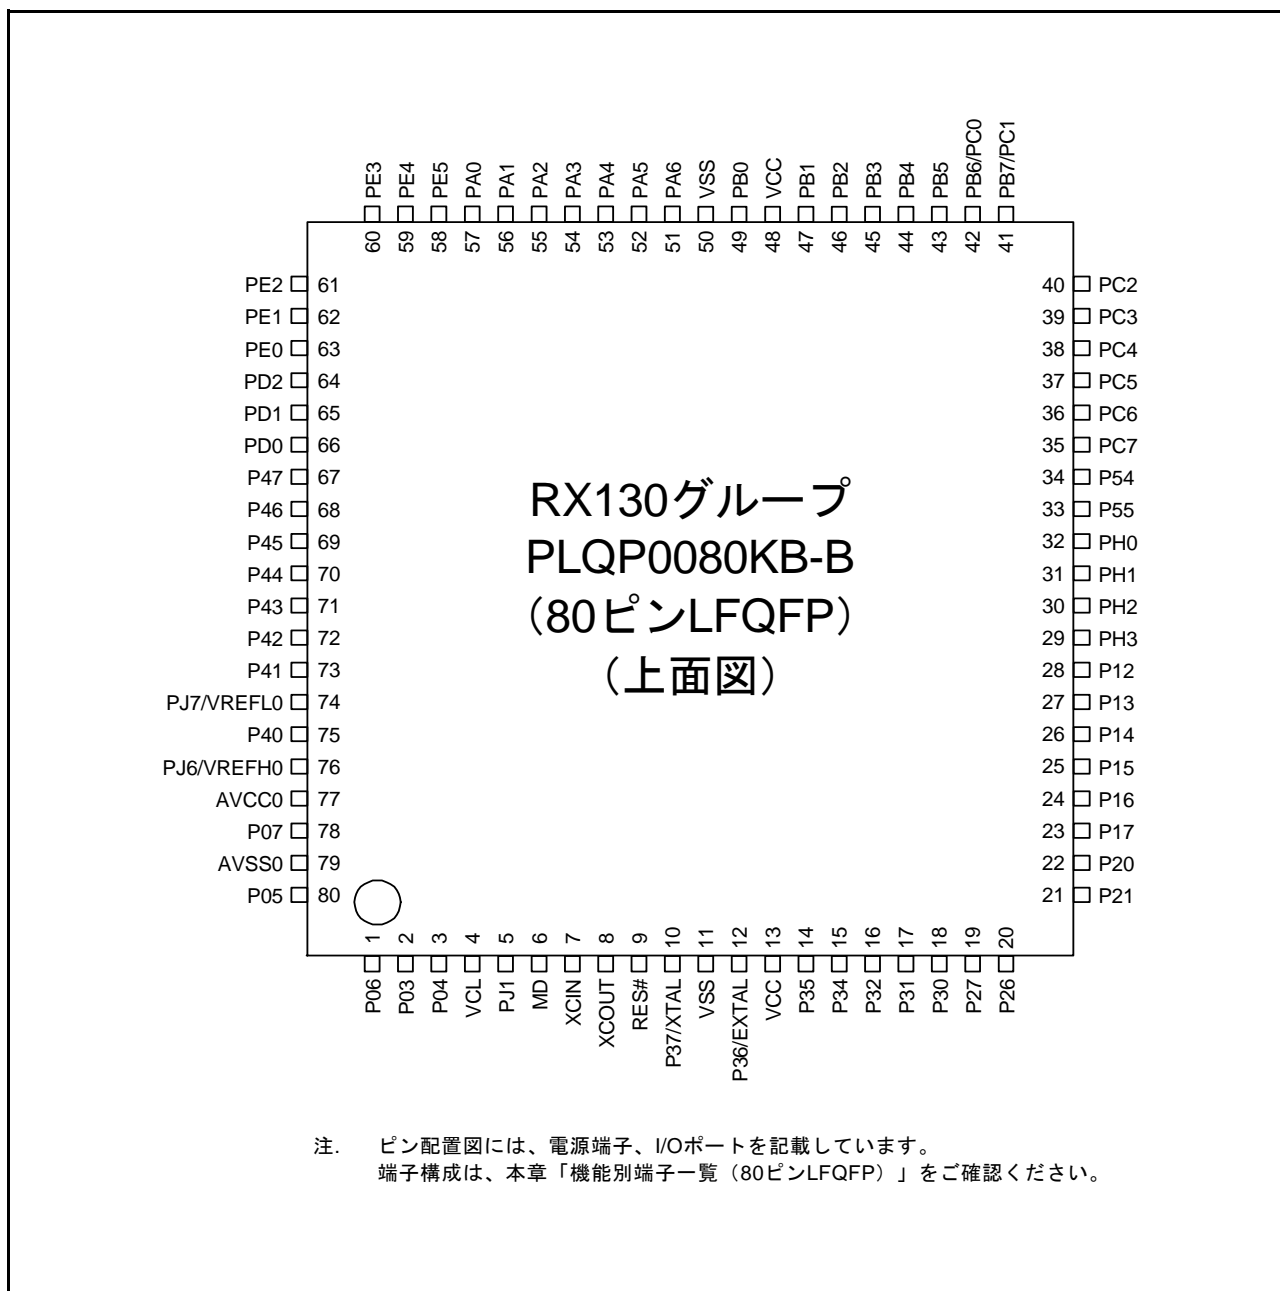 PE3
PE4
PE5
PA0
PA1
PA2
PA3
PA4
PA5
PA6
VSS
PB0
VCC
PB1
PB2
PB3
PB4
PB5
PB6/PC0
PB7/PC1
60
59
58
57
56
55
54
53
52
51
50
49
48
47
46
45
44
43
42
41
PE2 61
PE1 62
PE0 63
PD2 64
PD1 65
PD0 66
P47 67
P46 68
P45 69
P44 70
P43 71
P42 72
P41 73
PJ7/VREFL0 74
P40 75
PJ6/VREFH0 76
AVCC0 77
P07 78
AVSS0 79
P05 80
RX130グループ
PLQP0080KB-B
（80ピンLFQFP）
（上面図）
40 PC2
39 PC3
38 PC4
37 PC5
36 PC6
35 PC7
34 P54
33 P55
32 PH0
31 PH1
30 PH2
29 PH3
28 P12
27 P13
26 P14
25 P15
24 P16
23 P17
22 P20
21 P21
1
2
3
4
5
6
7
8
9
10
11
12
13
14
15
16
17
18
19
20
P06
P03
P04
VCL
PJ1
MD
XCIN
XCOUT
RES#
P37/XTAL
VSS
P36/EXTAL
VCC
P35
P34
P32
P31
P30
P27
P26
注. ピン配置図には、電源端子、I/Oポートを記載しています。
端子構成は、本章「機能別端子一覧（80ピンLFQFP）」をご確認ください。